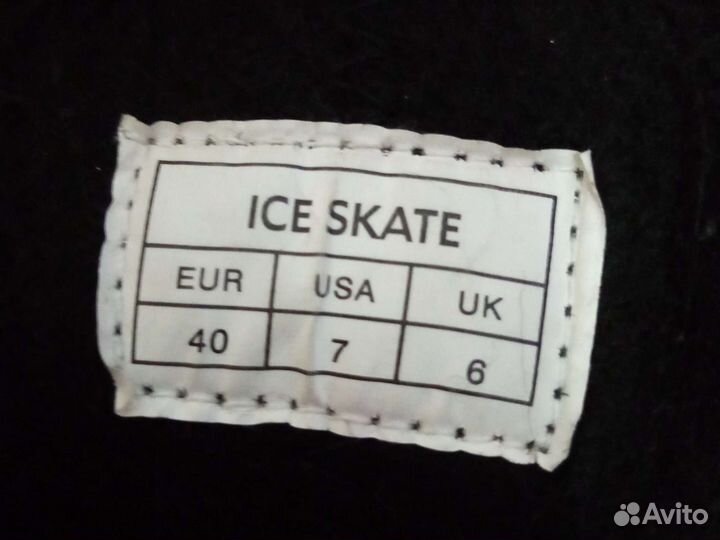 ICE SKATE
EUR USA UK
40 7 6
Avito